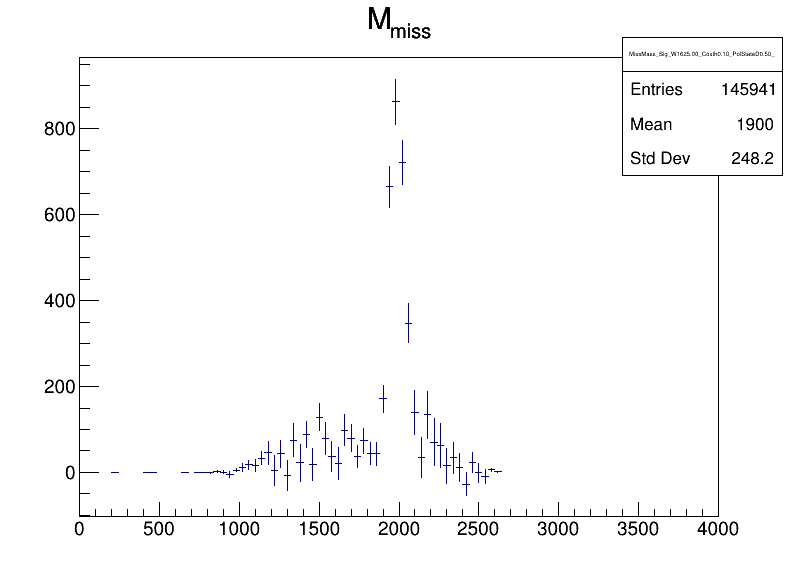 M_miss
MissMass_Sig_W1625.00_Costh0.10_PolStateD0.50_
Entries 145941
Mean 1900
Std Dev 248.2
800
600
400
200
0
0 500 1000 1500 2000 2500 3000 3500 4000